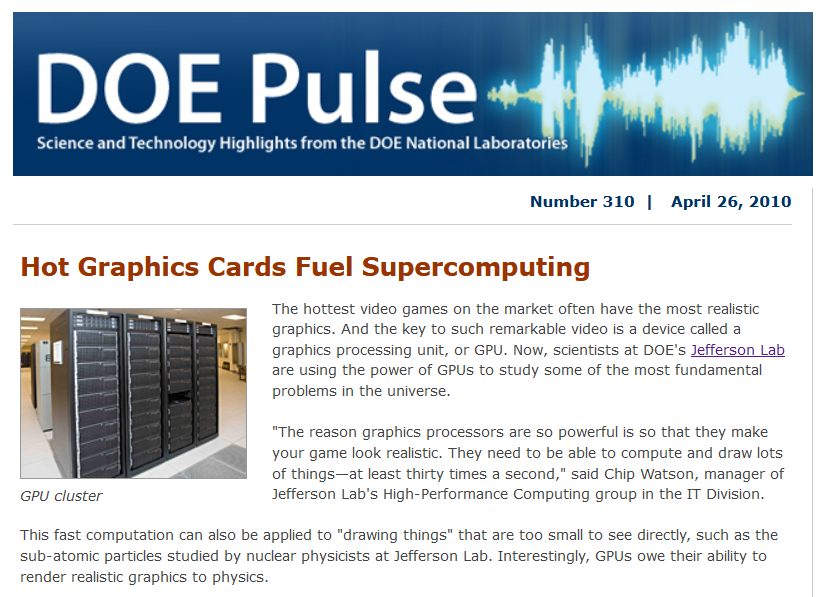 DOE Pulse
Science and Technology Highlights from the DOE National Laboratories
Number 310 | April 26, 2010
Hot Graphics Cards Fuel Supercomputing
The hottest video games on the market often have the most realistic
graphics. And the key to such remarkable video is a device called a
graphics processing unit, or GPU. Now, scientists at DOE's Jefferson Lab
are using the power of GPUs to study some of the most fundamental
problems in the universe.
"The reason graphics processors are so powerful is so that they make
your game look realistic. They need to be able to compute and draw lots
of things—at least thirty times a second," said Chip Watson, manager of
Jefferson Lab's High-Performance Computing group in the IT Division.
GPU cluster
This fast computation can also be applied to "drawing things" that are too small to see directly, such as the
sub-atomic particles studied by nuclear physicists at Jefferson Lab. Interestingly, GPUs owe their ability to
render realistic graphics to physics.